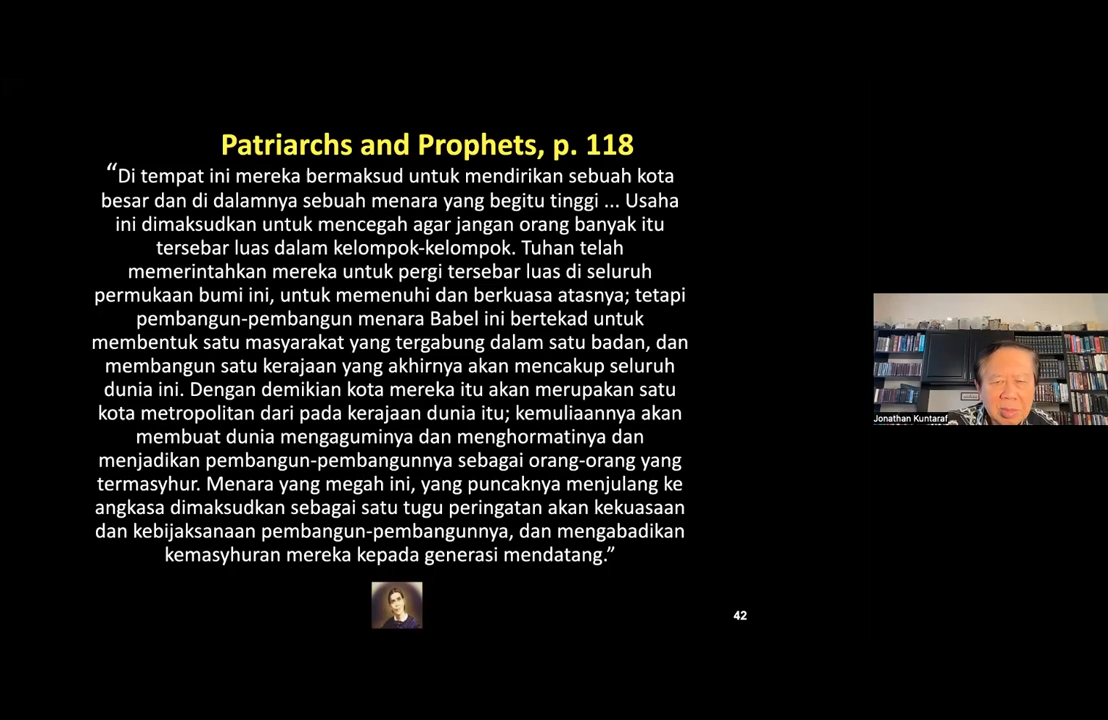 Patriarchs and Prophets, p. 118
“Di tempat ini mereka bermaksud untuk mendirikan sebuah kota
besar dan di dalamnya sebuah menara yang begitu tinggi ... Usaha
ini dimaksudkan untuk mencegah agar jangan orang banyak itu
tersebar luas dalam kelompok-kelompok. Tuhan telah
memerintahkan mereka untuk pergi tersebar luas di seluruh
permukaan bumi ini, untuk memenuhi dan berkuasa atasnya; tetapi
pembangun-pembangun menara Babel ini bertekad untuk
membentuk satu masyarakat yang tergabung dalam satu badan, dan
membangun satu kerajaan yang akhirnya akan mencakup seluruh
dunia ini. Dengan demikian kota mereka itu akan merupakan satu
kota metropolitan dari pada kerajaan dunia itu; kemuliaannya akan
membuat dunia mengaguminya dan menghormatinya dan
menjadikan pembangun-pembangunnya sebagai orang-orang yang
termasyhur. Menara yang megah ini, yang puncaknya menjulang ke
angkasa dimaksudkan sebagai satu tugu peringatan akan kekuasaan
dan kebijaksanaan pembangun-pembangunnya, dan mengabadikan
kemasyhuran mereka kepada generasi mendatang.”
42
Jonathan Kuntaraf